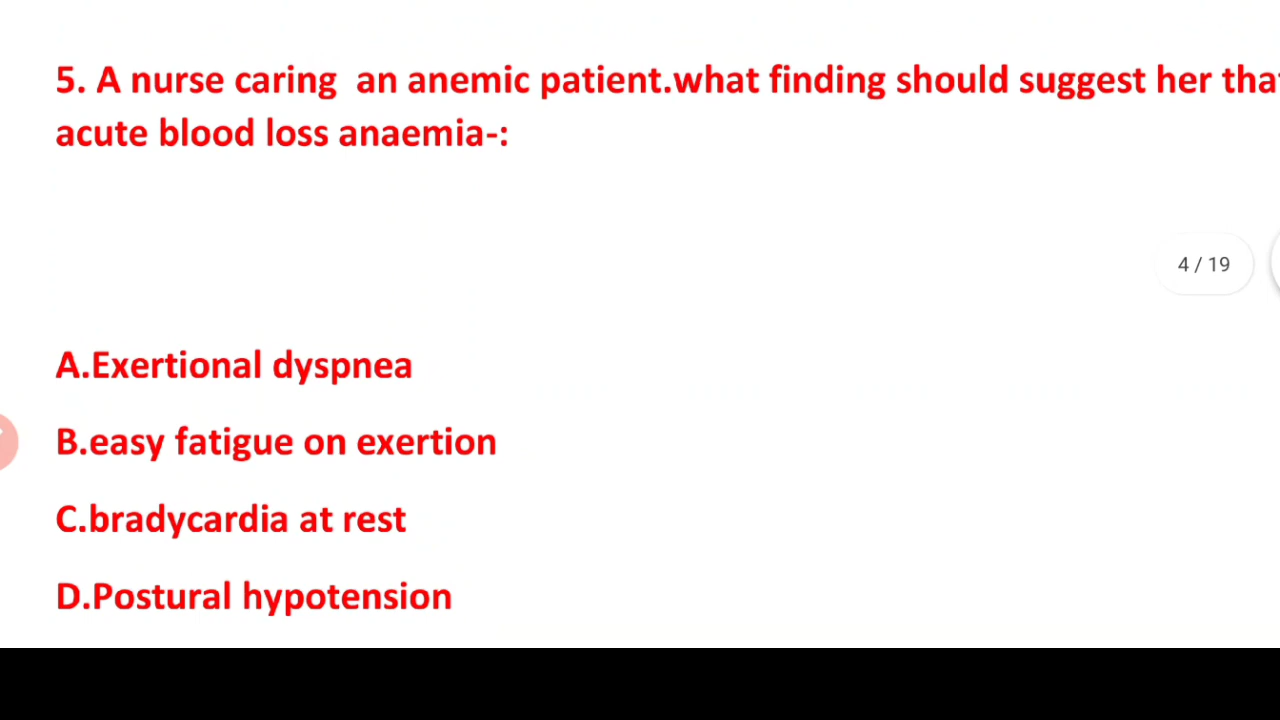 5. A nurse caring  an anemic patient.what finding should suggest her tha
acute blood loss anaemia-:
4 / 19
A.Exertional dyspnea
B.easy fatigue on exertion
C.bradycardia at rest
D.Postural hypotension